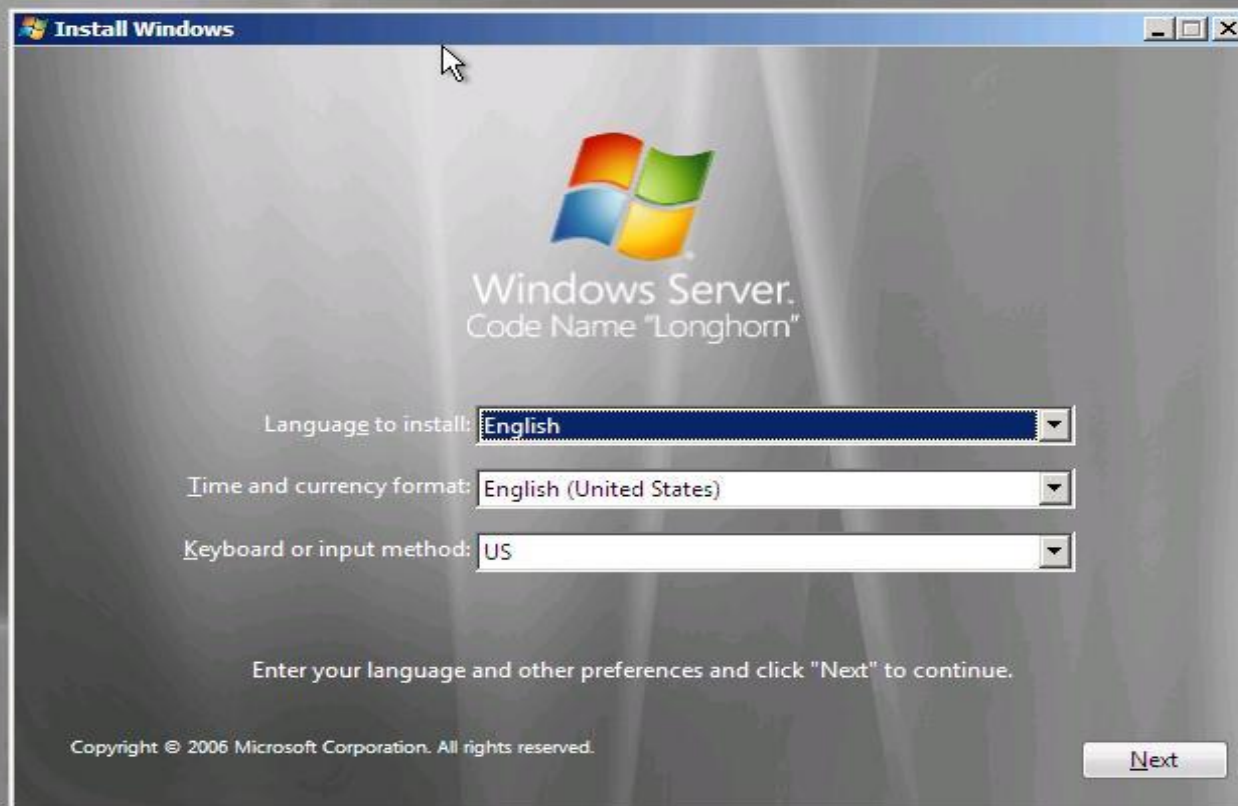 Install Windows
Windows Server.
Code Name "Longhorn"
Language to install: English
Time and currency format: English (United States)
Keyboard or input method: US
Enter your language and other preferences and click "Next" to continue.
Copyright © 2006 Microsoft Corporation. All rights reserved.
Next